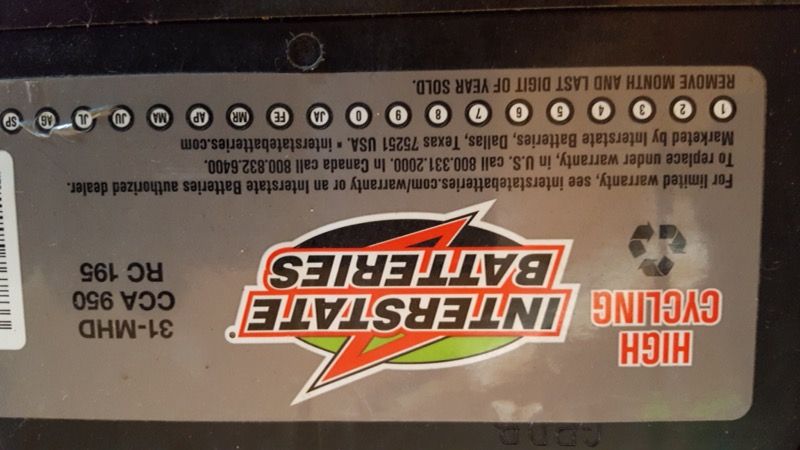 HIGH
CYCLING
INTERSTATE
BATTERIES
31-MHD
CCA 950
RC 195
For limited warranty, see interstatebatteries.com/warranty or an Interstate Batteries authorized dealer.
To replace under warranty, in U.S. call 800.331.2000. In Canada call 800.832.6400.
Marketed by Interstate Batteries, Dallas, Texas 75251 USA. * interstatebatteries.com
1 2 3 4 5 6 7 8 9 0 JA FE MR AP MA JU JL AG SP
REMOVE MONTH AND LAST DIGIT OF YEAR SOLD.